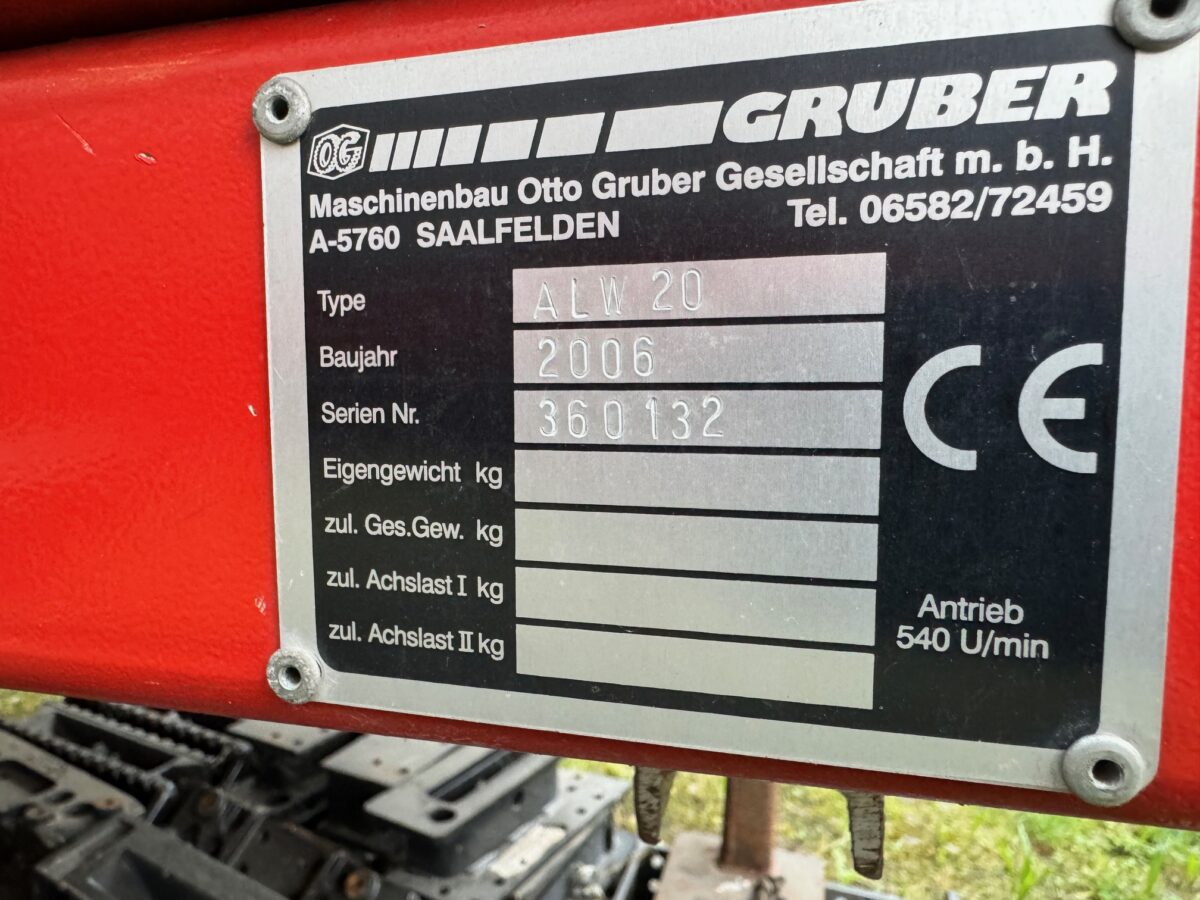 OG GRUBER
Maschinenbau Otto Gruber Gesellschaft m. b. H.
A-5760 SAALFELDEN Tel. 06582/72459
Type ALW 20
Baujahr 2006
Serien Nr. 360132
Eigengewicht kg
zul. Ges.Gew. kg
zul. Achslast I kg
zul. Achslast II kg
CE
Antrieb
540 U/min